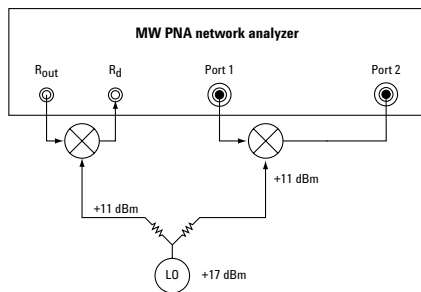 MW PNA network analyzer
Rout
Rd
Port 1
Port 2
+11 dBm
+11 dBm
LO
+17 dBm